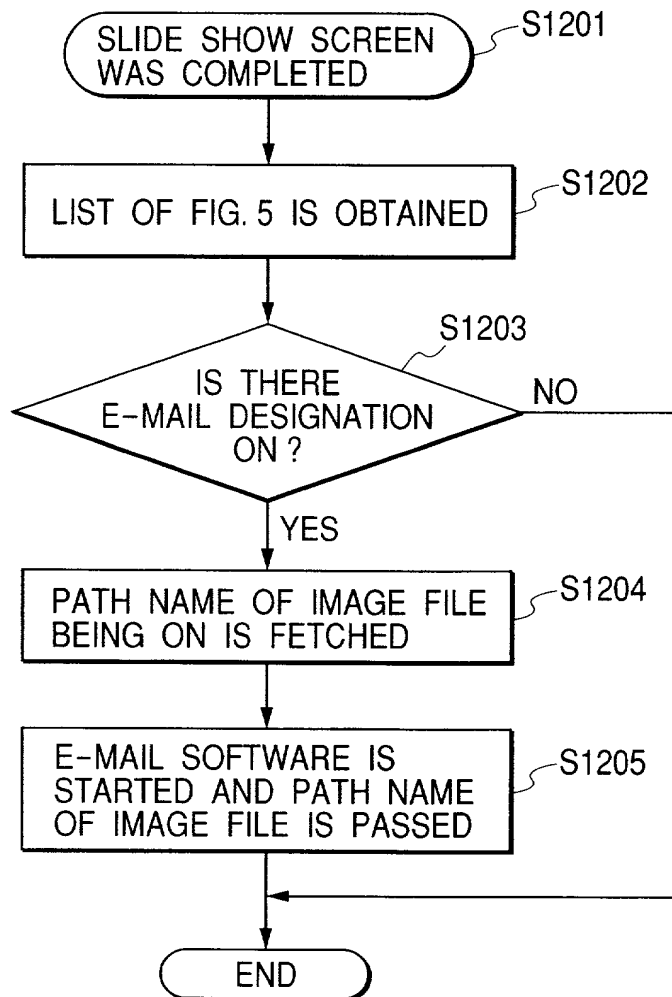 SLIDE SHOW SCREEN
WAS COMPLETED
S1201
LIST OF FIG. 5 IS OBTAINED
S1202
S1203
IS THERE
E-MAIL DESIGNATION
ON ?
NO
YES
PATH NAME OF IMAGE FILE
BEING ON IS FETCHED
S1204
E-MAIL SOFTWARE IS
STARTED AND PATH NAME
OF IMAGE FILE IS PASSED
S1205
END